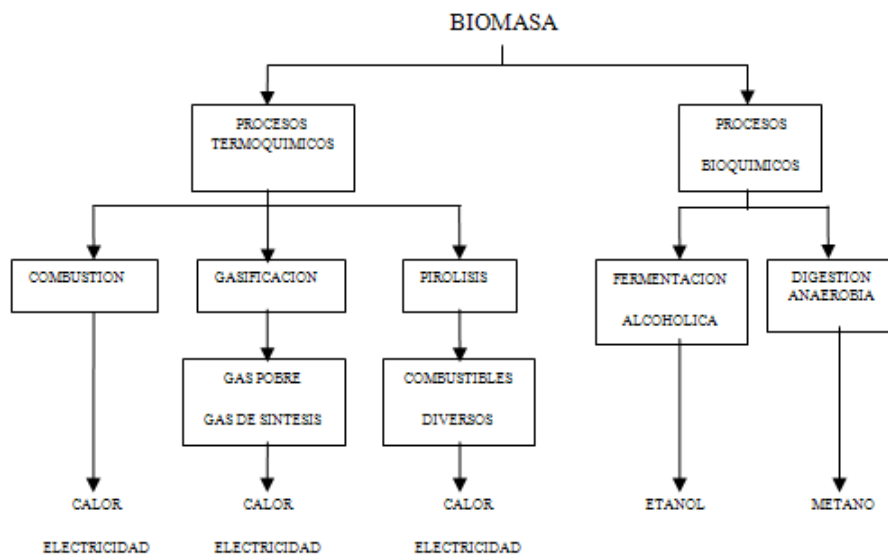 BIOMASA
PROCESOS
TERMOQUIMICOS
PROCESOS
BIOQUIMICOS
COMBUSTION
GASIFICACION
PIROLISIS
FERMENTACION
ALCOHOLICA
DIGESTION
ANAEROBIA
GAS POBRE
GAS DE SINTESIS
COMBUSTIBLES
DIVERSOS
CALOR
ELECTRICIDAD
CALOR
ELECTRICIDAD
CALOR
ELECTRICIDAD
ETANOL
METANO